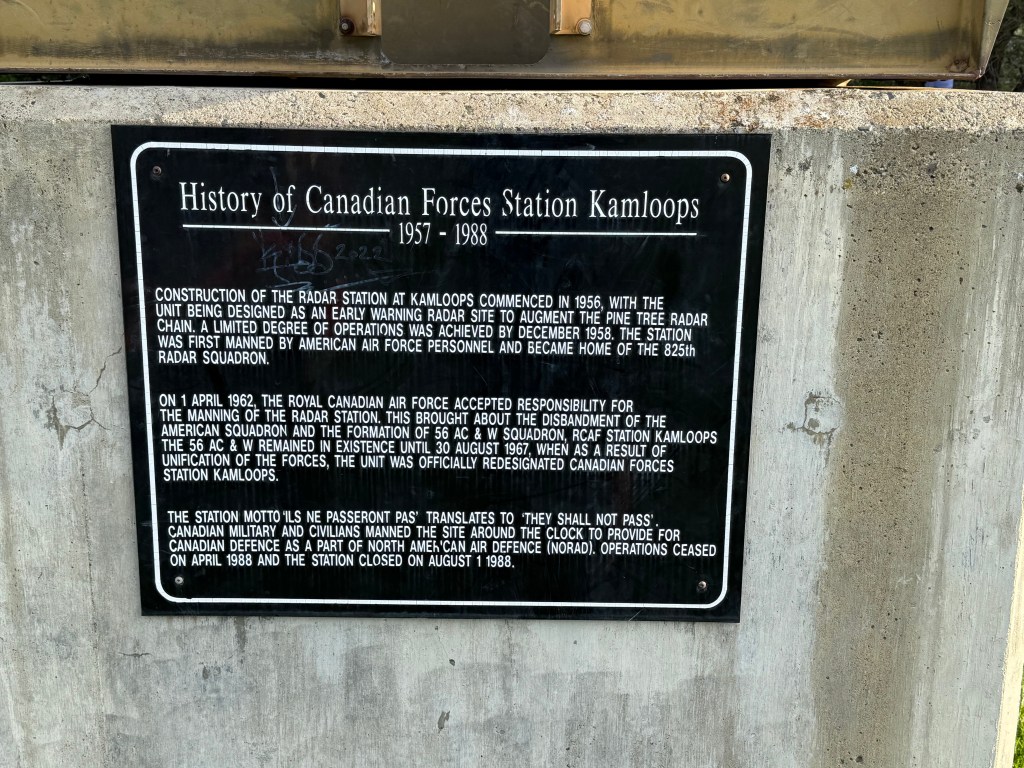 History of Canadian Forces Station Kamloops
1957 - 1988
2022
CONSTRUCTION OF THE RADAR STATION AT KAMLOOPS COMMENCED IN 1956, WITH THE
UNIT BEING DESIGNED AS AN EARLY WARNING RADAR SITE TO AUGMENT THE PINE TREE RADAR
CHAIN. A LIMITED DEGREE OF OPERATIONS WAS ACHIEVED BY DECEMBER 1958. THE STATION
WAS FIRST MANNED BY AMERICAN AIR FORCE PERSONNEL AND BECAME HOME OF THE 825th
RADAR SQUADRON.
ON 1 APRIL 1962, THE ROYAL CANADIAN AIR FORCE ACCEPTED RESPONSIBILITY FOR
THE MANNING OF THE RADAR STATION. THIS BROUGHT ABOUT THE DISBANDMENT OF THE
AMERICAN SQUADRON AND THE FORMATION OF 56 AC & W SQUADRON, RCAF STATION KAMLOOPS
THE 56 AC & W REMAINED IN EXISTENCE UNTIL 30 AUGUST 1967, WHEN AS A RESULT OF
UNIFICATION OF THE FORCES, THE UNIT WAS OFFICIALLY REDESIGNATED CANADIAN FORCES
STATION KAMLOOPS.
THE STATION MOTTO 'ILS NE PASSERONT PAS' TRANSLATES TO 'THEY SHALL NOT PASS'.
CANADIAN MILITARY AND CIVILIANS MANNED THE SITE AROUND THE CLOCK TO PROVIDE FOR
CANADIAN DEFENCE AS A PART OF NORTH AMERICAN AIR DEFENCE (NORAD). OPERATIONS CEASED
ON APRIL 1988 AND THE STATION CLOSED ON AUGUST 1 1988.